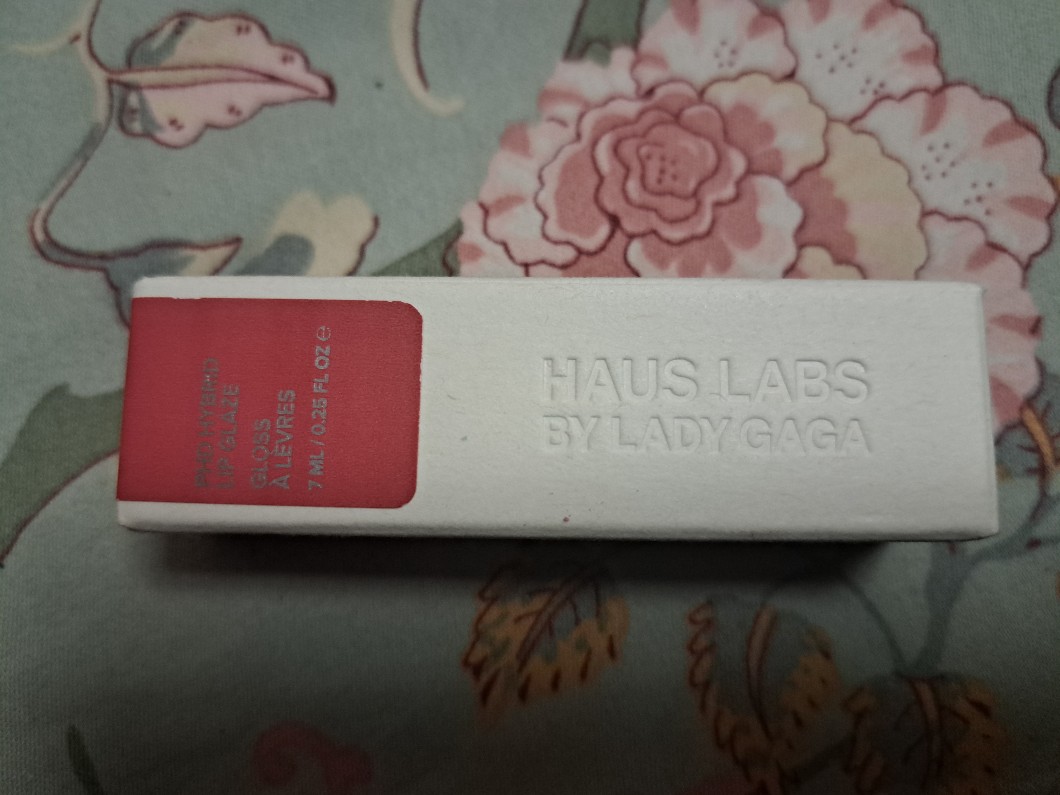 PHD HYBRID
LIP GLAZE
GLOSS
À LÈVRES
7 ML / 0.25 FL OZ ℮
HAUS LABS
BY LADY GAGA